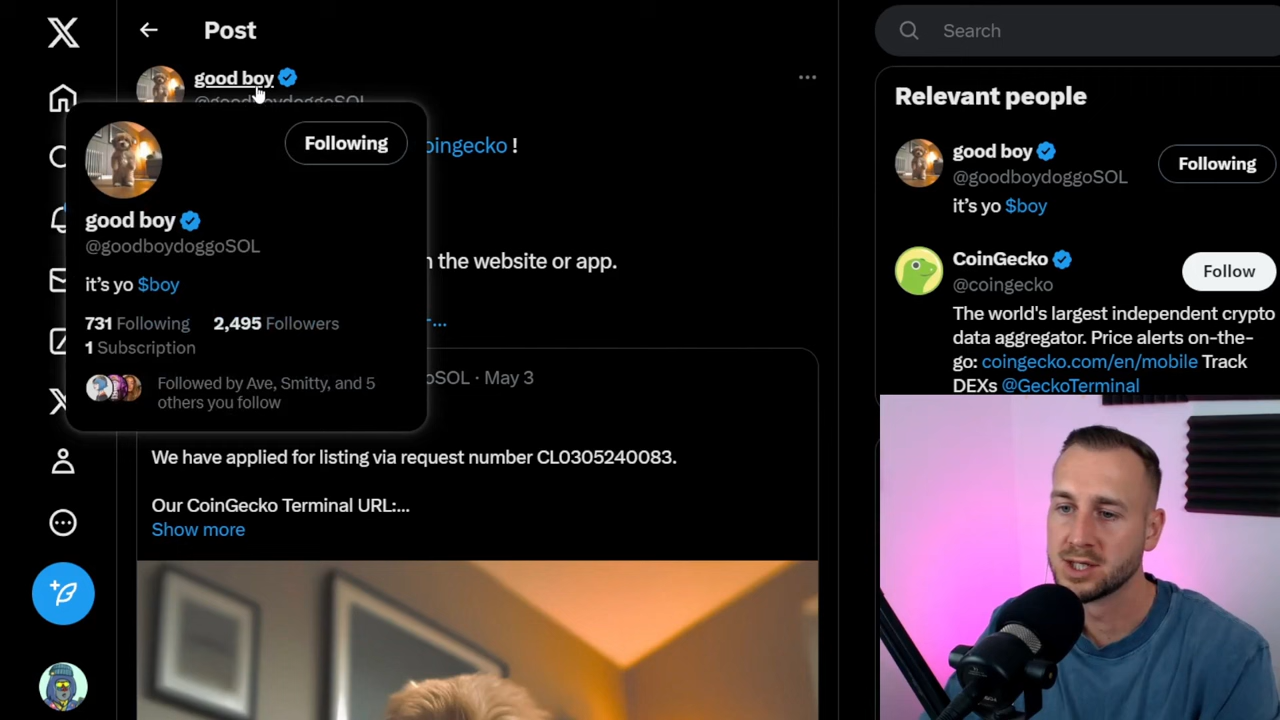 Post
Search
good boy
@goodboydoggoSOL
Following
good boy
@goodboydoggoSOL
it's yo $boy
731 Following 2,495 Followers
1 Subscription
Followed by Ave, Smitty, and 5
others you follow
oingecko !
the website or app.
oSOL · May 3
We have applied for listing via request number CL0305240083.
Our CoinGecko Terminal URL:...
Show more
Relevant people
good boy
@goodboydoggoSOL
Following
it's yo $boy
CoinGecko
@coingecko
Follow
The world's largest independent crypto
data aggregator. Price alerts on-the-
go: coingecko.com/en/mobile Track
DEXs @GeckoTerminal